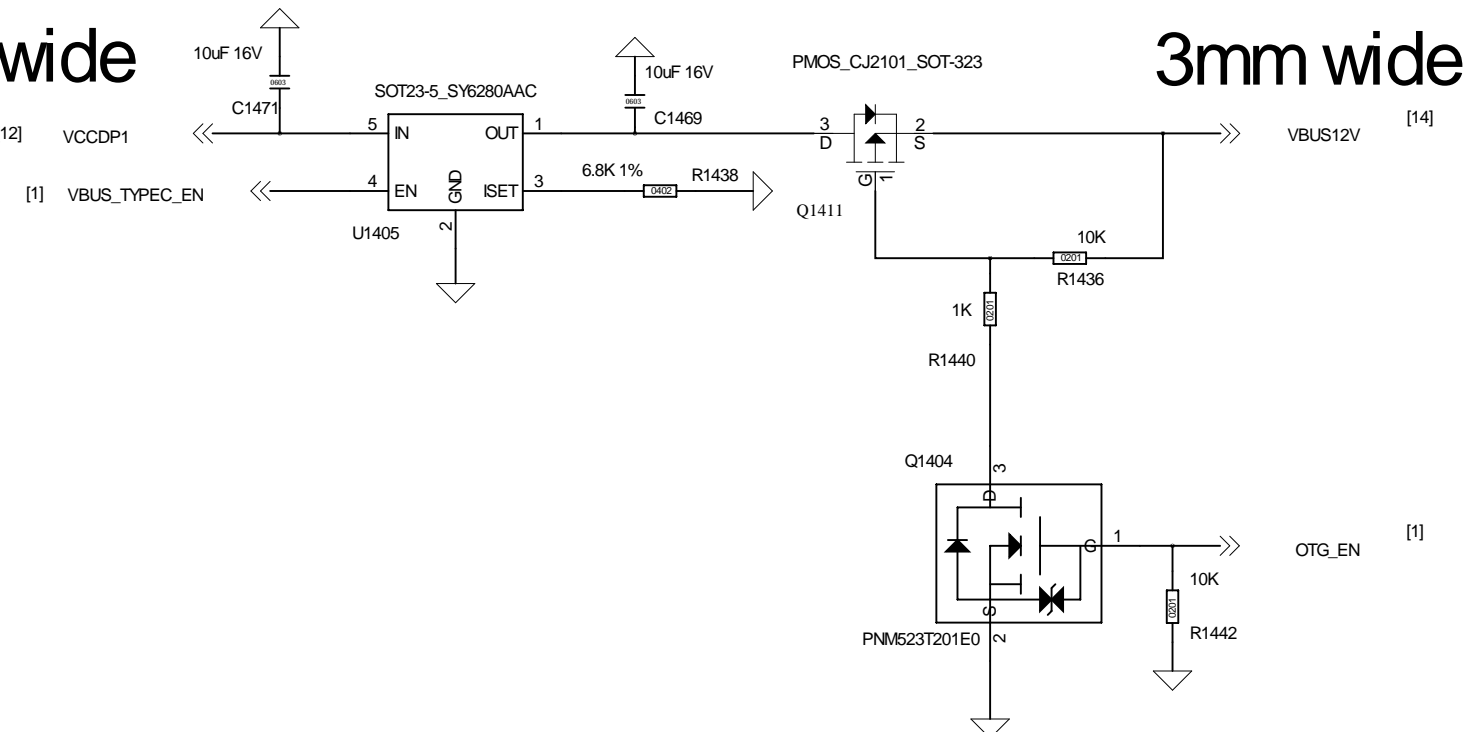 wide
3mm wide
10uF 16V
0603
C1471
SOT23-5_SY6280AAC
10uF 16V
0603
C1469
PMOS_CJ2101_SOT-323
12]
VCCDP1
5
IN
OUT
1
3
D
2
S
VBUS12V
[14]
[1]
VBUS_TYPEC_EN
4
EN
GND
ISET
3
6.8K 1%
0402
R1438
G
1
Q1411
U1405
2
10K
0201
R1436
1K
0201
R1440
Q1404
3
D
G
1
OTG_EN
[1]
S
10K
0201
R1442
PNM523T201E0
2